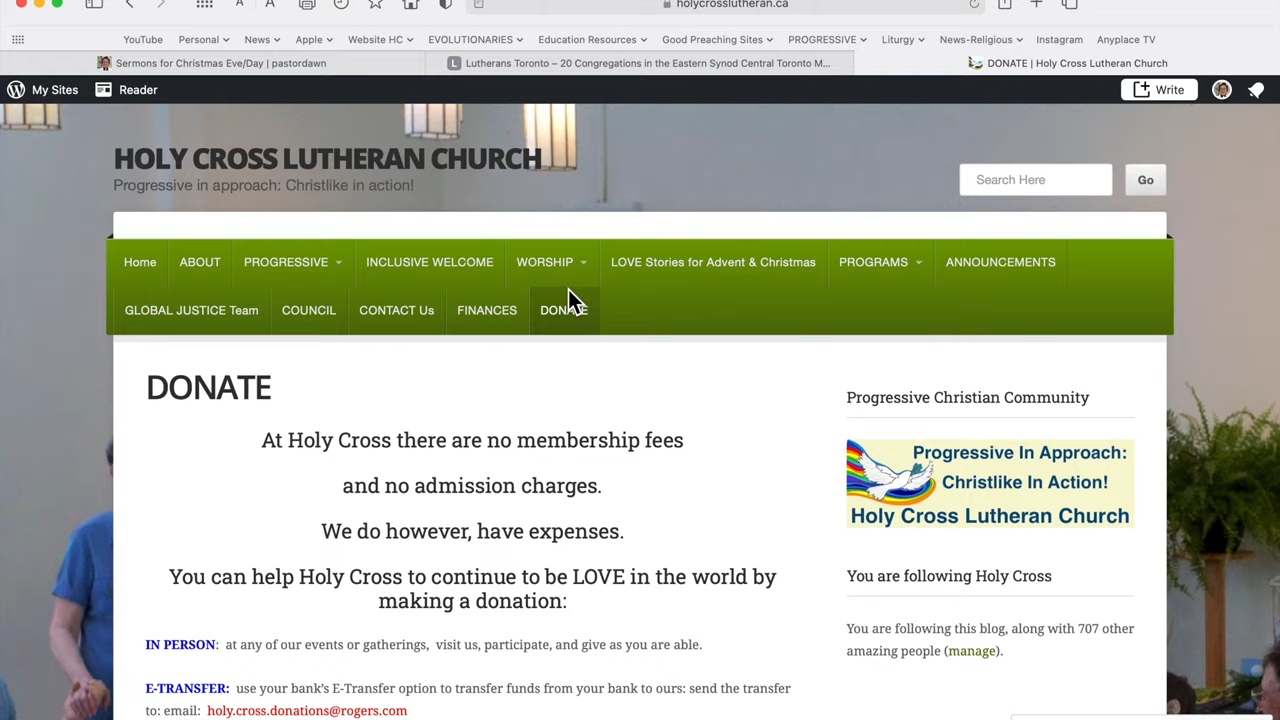 holycrosslutheran.ca
YouTube Personal News Apple Website HC EVOLUTIONARIES Education Resources Good Preaching Sites PROGRESSIVE Liturgy News-Religious Instagram Anyplace TV
Sermons for Christmas Eve/Day | pastordawn
Lutherans Toronto – 20 Congregations in the Eastern Synod Central Toronto M...
DONATE | Holy Cross Lutheran Church
My Sites Reader Write
HOLY CROSS LUTHERAN CHURCH
Progressive in approach: Christlike in action!
Search Here Go
Home ABOUT PROGRESSIVE INCLUSIVE WELCOME WORSHIP LOVE Stories for Advent & Christmas PROGRAMS ANNOUNCEMENTS
GLOBAL JUSTICE Team COUNCIL CONTACT Us FINANCES DONATE
DONATE
At Holy Cross there are no membership fees
and no admission charges.
We do however, have expenses.
You can help Holy Cross to continue to be LOVE in the world by
making a donation:
IN PERSON: at any of our events or gatherings, visit us, participate, and give as you are able.
E-TRANSFER: use your bank's E-Transfer option to transfer funds from your bank to ours: send the transfer
to: email: holy.cross.donations@rogers.com
Progressive Christian Community
Progressive In Approach:
Christlike In Action!
Holy Cross Lutheran Church
You are following Holy Cross
You are following this blog, along with 707 other
amazing people (manage).